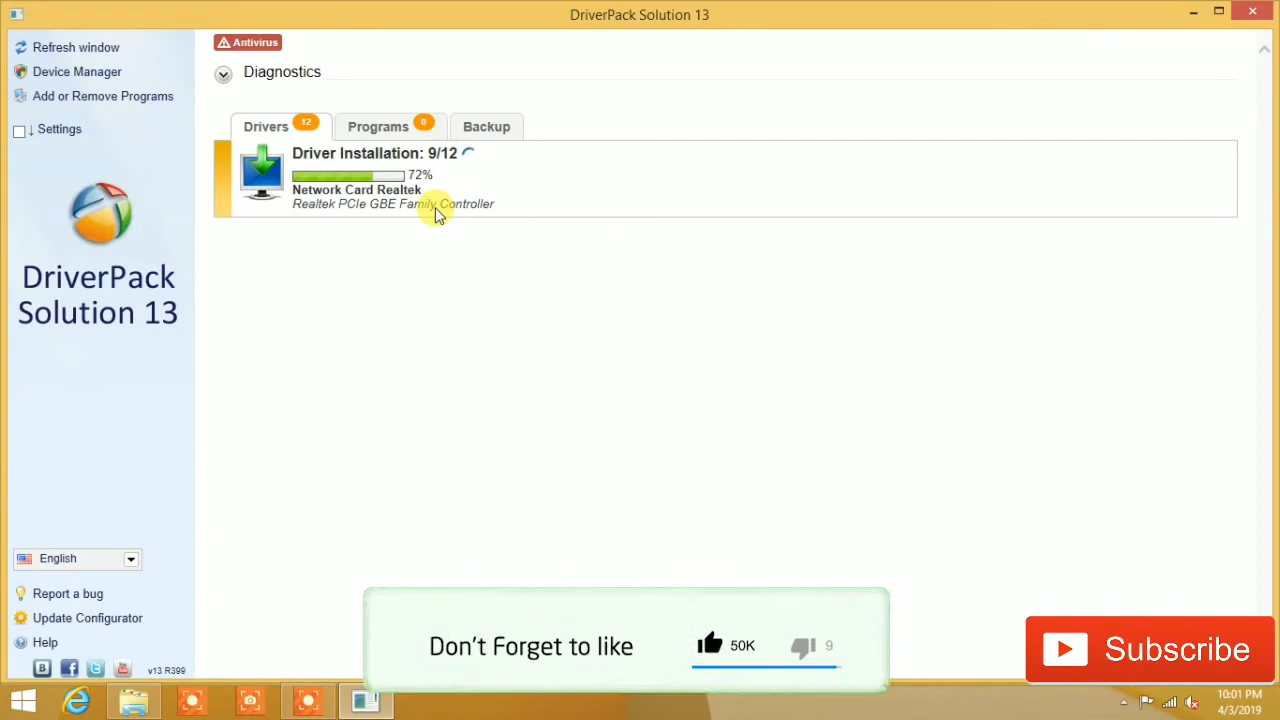 DriverPack Solution 13
Refresh window
Device Manager
Add or Remove Programs
↓ Settings
DriverPack
Solution 13
English
Report a bug
Update Configurator
Help
B
f
v13 R399
Antivirus
Diagnostics
Drivers 12
Programs 0
Backup
Driver Installation: 9/12
72%
Network Card Realtek
Realtek PCIe GBE Family Controller
Don't Forget to like
50K
9
Subscribe
10:01 PM
4/3/2019